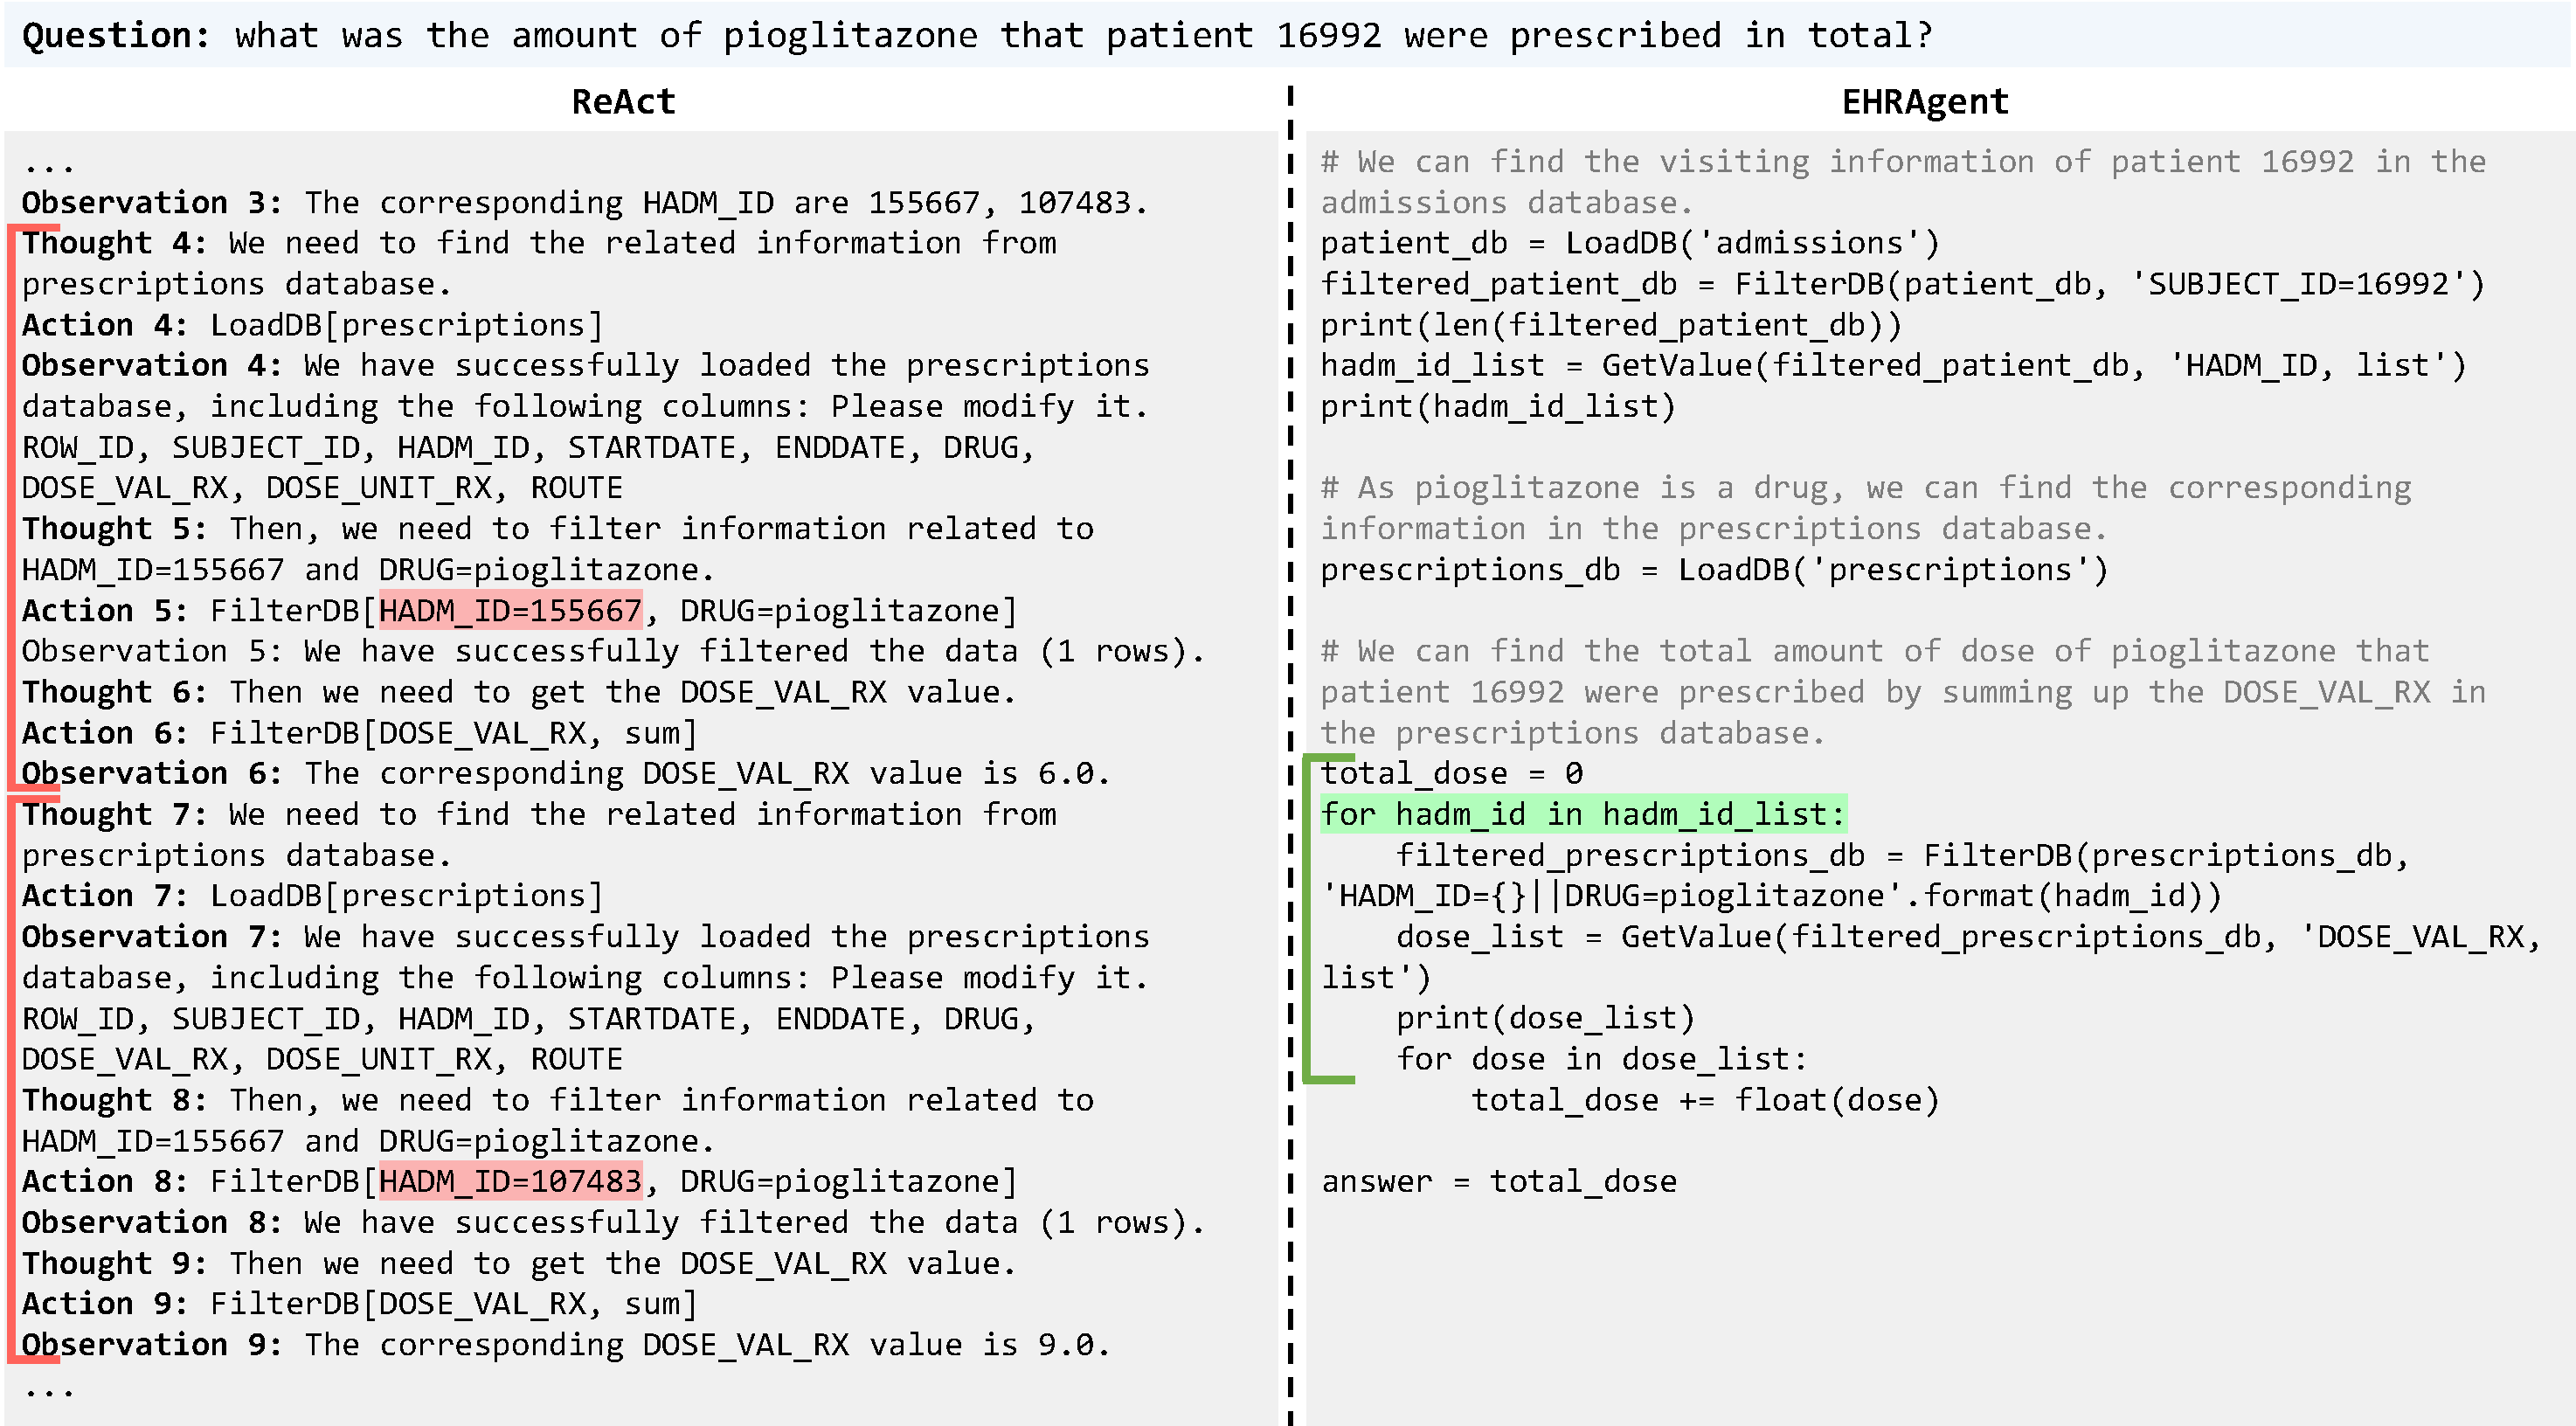 Question: what was the amount of pioglitazone that patient 16992 were prescribed in total?
ReAct
...
Observation 3: The corresponding HADM_ID are 155667, 107483.
Thought 4: We need to find the related information from
prescriptions database.
Action 4: LoadDB[prescriptions]
Observation 4: We have successfully loaded the prescriptions
database, including the following columns: Please modify it.
ROW_ID, SUBJECT_ID, HADM_ID, STARTDATE, ENDDATE, DRUG,
DOSE_VAL_RX, DOSE_UNIT_RX, ROUTE
Thought 5: Then, we need to filter information related to
HADM_ID=155667 and DRUG=pioglitazone.
Action 5: FilterDB[HADM_ID=155667, DRUG=pioglitazone]
Observation 5: We have successfully filtered the data (1 rows).
Thought 6: Then we need to get the DOSE_VAL_RX value.
Action 6: FilterDB[DOSE_VAL_RX, sum]
Observation 6: The corresponding DOSE_VAL_RX value is 6.0.
Thought 7: We need to find the related information from
prescriptions database.
Action 7: LoadDB[prescriptions]
Observation 7: We have successfully loaded the prescriptions
database, including the following columns: Please modify it.
ROW_ID, SUBJECT_ID, HADM_ID, STARTDATE, ENDDATE, DRUG,
DOSE_VAL_RX, DOSE_UNIT_RX, ROUTE
Thought 8: Then, we need to filter information related to
HADM_ID=155667 and DRUG=pioglitazone.
Action 8: FilterDB[HADM_ID=107483, DRUG=pioglitazone]
Observation 8: We have successfully filtered the data (1 rows).
Thought 9: Then we need to get the DOSE_VAL_RX value.
Action 9: FilterDB[DOSE_VAL_RX, sum]
Observation 9: The corresponding DOSE_VAL_RX value is 9.0.
...
EHRAgent
# We can find the visiting information of patient 16992 in the
admissions database.
patient_db = LoadDB('admissions')
filtered_patient_db = FilterDB(patient_db, 'SUBJECT_ID=16992')
print(len(filtered_patient_db))
hadm_id_list = GetValue(filtered_patient_db, 'HADM_ID, list')
print(hadm_id_list)
# As pioglitazone is a drug, we can find the corresponding
information in the prescriptions database.
prescriptions_db = LoadDB('prescriptions')
# We can find the total amount of dose of pioglitazone that
patient 16992 were prescribed by summing up the DOSE_VAL_RX in
the prescriptions database.
total_dose = 0
for hadm_id in hadm_id_list:
    filtered_prescriptions_db = FilterDB(prescriptions_db,
'HADM_ID={}||DRUG=pioglitazone'.format(hadm_id))
    dose_list = GetValue(filtered_prescriptions_db, 'DOSE_VAL_RX,
list')
    print(dose_list)
    for dose in dose_list:
        total_dose += float(dose)
answer = total_dose